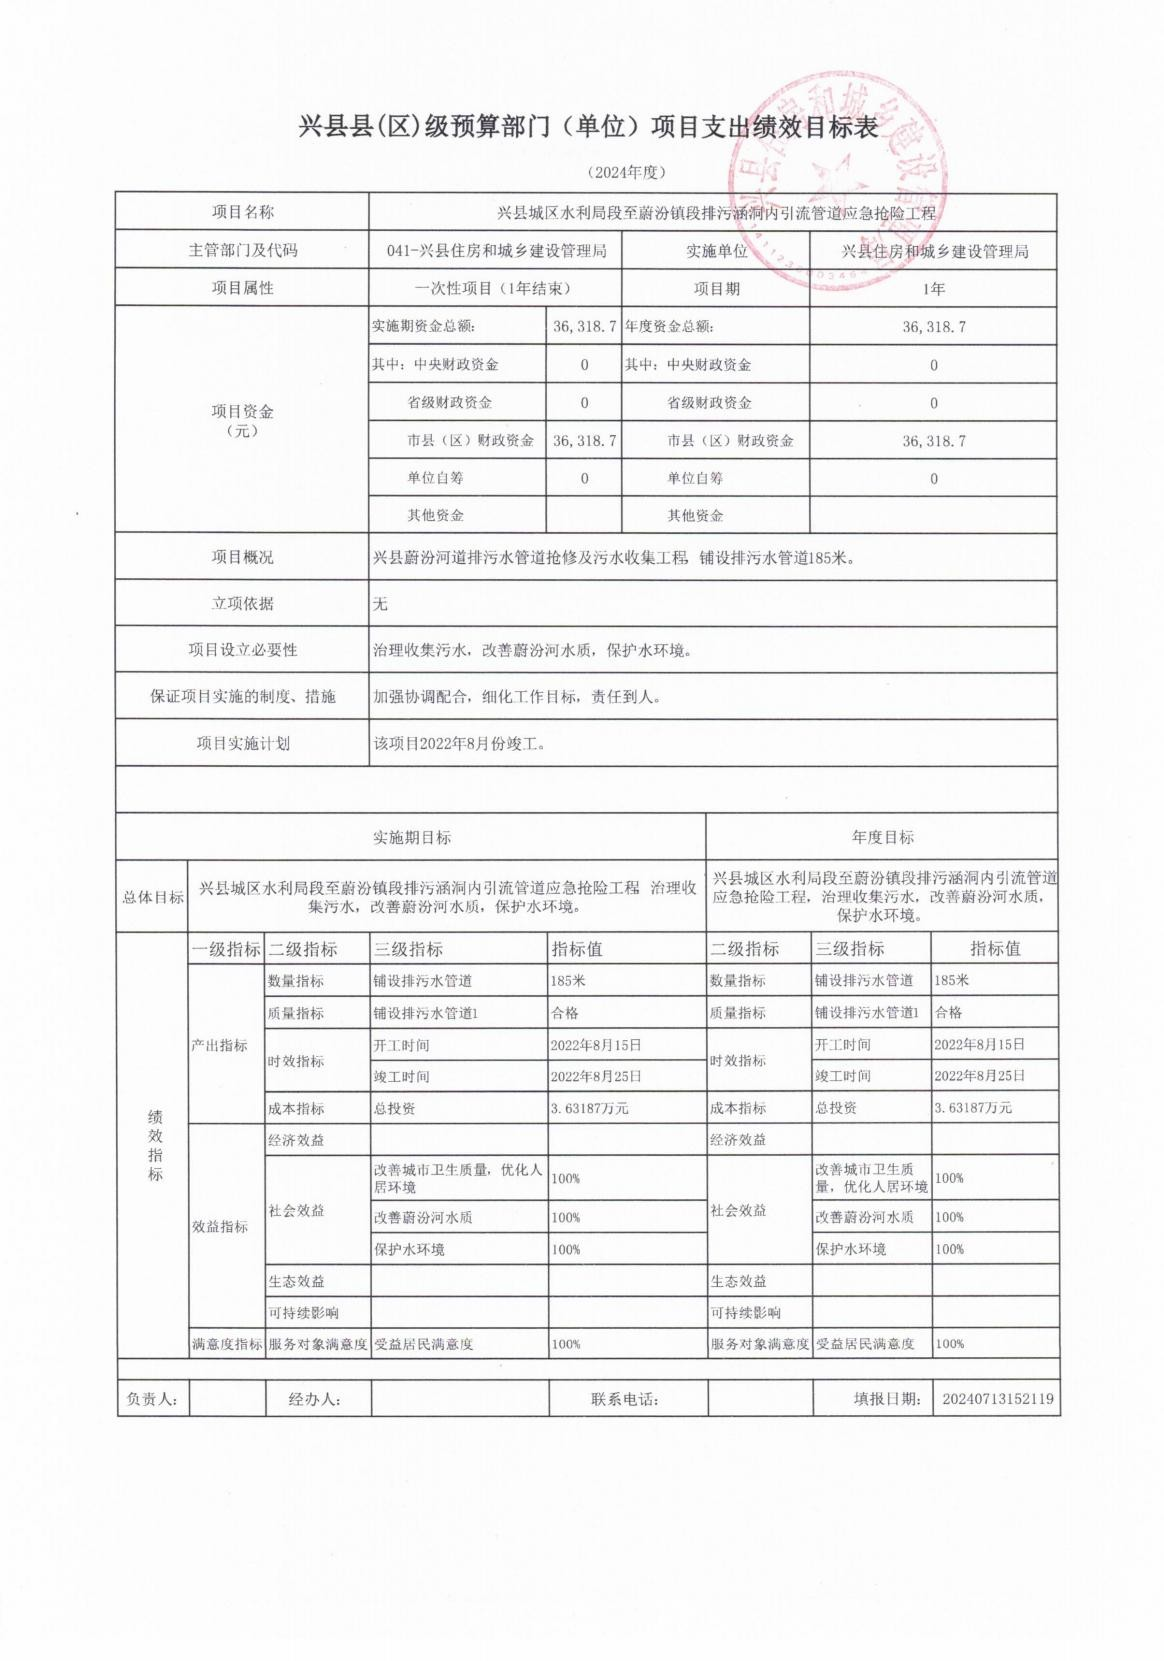 兴县县(区)级预算部门（单位）项目支出绩效目标表
（2024年度）
项目名称 兴县城区水利局段至蔚汾镇段排污涵洞内引流管道应急抢险工程
主管部门及代码 041-兴县住房和城乡建设管理局 实施单位 兴县住房和城乡建设管理局
项目属性 一次性项目（1年结束） 项目期 1年
项目资金
（元）
实施期资金总额: 36,318.7 年度资金总额: 36,318.7
其中: 中央财政资金 0 其中: 中央财政资金 0
省级财政资金 0 省级财政资金 0
市县（区）财政资金 36,318.7 市县（区）财政资金 36,318.7
单位自筹 0 单位自筹 0
其他资金 其他资金
项目概况 兴县蔚汾河道排污水管道抢修及污水收集工程, 铺设排污水管道185米。
立项依据 无
项目设立必要性 治理收集污水，改善蔚汾河水质，保护水环境。
保证项目实施的制度、措施 加强协调配合，细化工作目标，责任到人。
项目实施计划 该项目2022年8月份竣工。
实施期目标 年度目标
总体目标
兴县城区水利局段至蔚汾镇段排污涵洞内引流管道应急抢险工程, 治理收
集污水，改善蔚汾河水质，保护水环境。
兴县城区水利局段至蔚汾镇段排污涵洞内引流管道
应急抢险工程，治理收集污水，改善蔚汾河水质，
保护水环境。
绩
效
指
标
一级指标 二级指标 三级指标 指标值 二级指标 三级指标 指标值
产出指标
数量指标 铺设排污水管道 185米 数量指标 铺设排污水管道 185米
质量指标 铺设排污水管道1 合格 质量指标 铺设排污水管道1 合格
时效指标 开工时间 2022年8月15日 时效指标 开工时间 2022年8月15日
竣工时间 2022年8月25日 竣工时间 2022年8月25日
成本指标 总投资 3.63187万元 成本指标 总投资 3.63187万元
效益指标
经济效益 经济效益
社会效益
改善城市卫生质量，优化人
居环境 100%
社会效益
改善城市卫生质
量，优化人居环境 100%
改善蔚汾河水质 100% 改善蔚汾河水质 100%
保护水环境 100% 保护水环境 100%
生态效益 生态效益
可持续影响 可持续影响
满意度指标 服务对象满意度 受益居民满意度 100% 服务对象满意度 受益居民满意度 100%
负责人: 经办人: 联系电话: 填报日期: 20240713152119